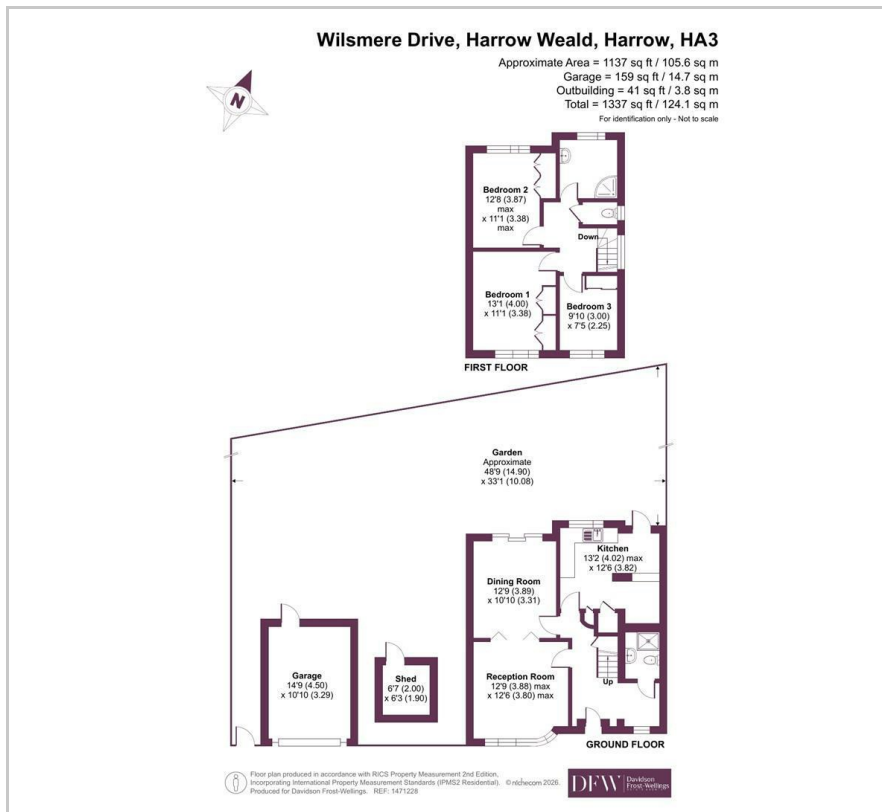 Wilsmere Drive, Harrow Weald, Harrow, HA3
Approximate Area = 1137 sq ft / 105.6 sq m
Garage = 159 sq ft / 14.7 sq m
Outbuilding = 41 sq ft / 3.8 sq m
Total = 1337 sq ft / 124.1 sq m
For identification only - Not to scale
N
Bedroom 2
12'8 (3.87)
max
x 11'1 (3.38)
max
Down
Bedroom 1
13'1 (4.00)
x 11'1 (3.38)
Bedroom 3
9'10 (3.00)
x 7'5 (2.25)
FIRST FLOOR
Garden
Approximate
48'9 (14.90)
x 33'1 (10.08)
Kitchen
13'2 (4.02) max
x 12'6 (3.82)
Dining Room
12'9 (3.89)
x 10'10 (3.31)
Garage
14'9 (4.50)
x 10'10 (3.29)
Shed
6'7 (2.00)
x 6'3 (1.90)
Reception Room
12'9 (3.88) max
x 12'6 (3.80) max
Up
GROUND FLOOR
Floor plan produced in accordance with RICS Property Measurement 2nd Edition,
Incorporating International Property Measurement Standards (IPMS2 Residential). © nichecom 2026.
Produced for Davidson Frost-Wellings. REF: 1471228
DFW Davidson
Frost-Wellings